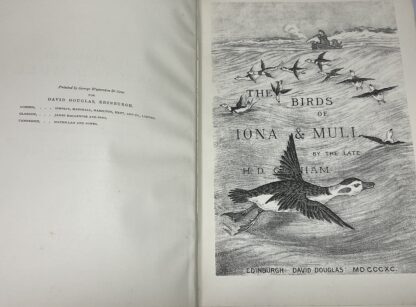 Printed by George Waterston & Sons
FOR
DAVID DOUGLAS, EDINBURGH.
LONDON, . . . SIMPKIN, MARSHALL, HAMILTON, KENT, AND CO., LIMITED.
GLASGOW, . . . JAMES MACLEHOSE AND SONS.
CAMBRIDGE, . . . MACMILLAN AND BOWES.
THE
BIRDS
OF
IONA & MULL
BY THE LATE
H. D. GRAHAM
EDINBURGH DAVID DOUGLAS MDCCCXC.